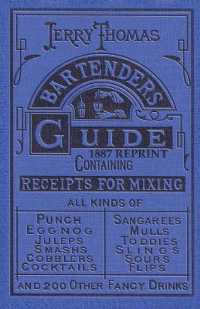 JERRY THOMAS
BARTENDERS
GUIDE
1887 REPRINT
CONTAINING
RECEIPTS FOR MIXING
ALL KINDS OF
PUNCH
EGGNOG
JULEPS
SMASHS
COBBLERS
COCKTAILS
SANGAREES
MULLS
TODDIES
SLINGS
SOURS
FLIPS
AND 200 OTHER FANCY DRINKS